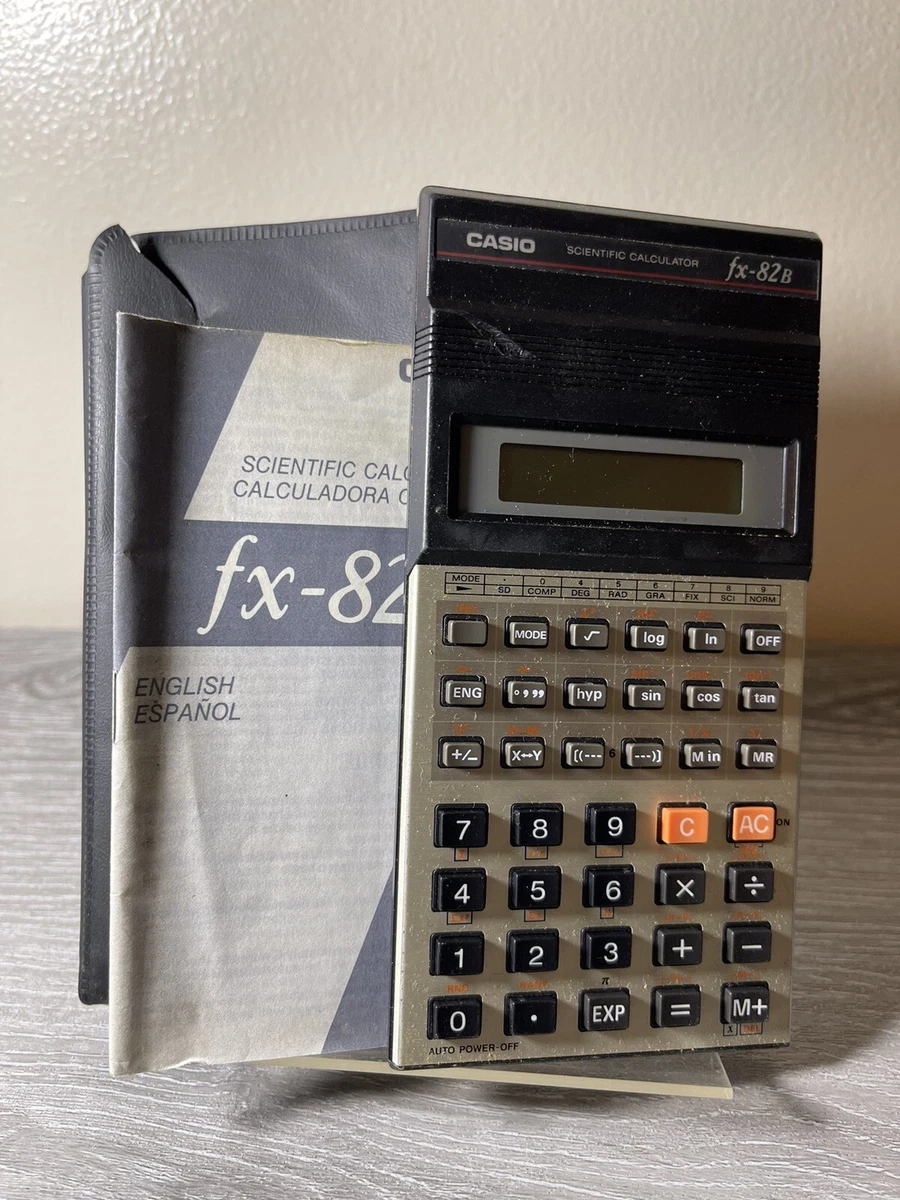 CASIO SCIENTIFIC CALCULATOR fx-82B
C
SCIENTIFIC CALC
CALCULADORA C
fx-82
ENGLISH
ESPAÑOL
MODE · 0 4 5 6 7 8 9
SD COMP DEG RAD GRA FIX SCI NORM
MODE √ log ln OFF
ENG ° , ,, hyp sin cos tan
+/− X↔Y [(--- 6 ---)] M in MR
7 8 9 C AC ON
4 5 6 × ÷
1 2 3 + −
RND π
0 · EXP = M+
AUTO POWER-OFF